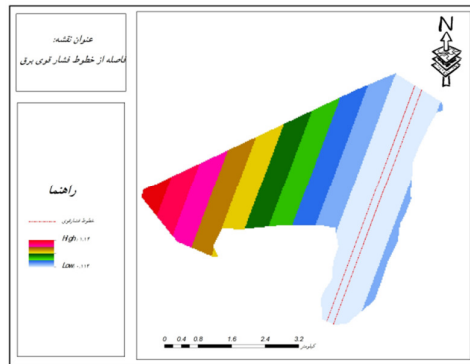 عنوان نقشه:
فاصله از خطوط فشار قوی برق
N
راهنما
خطوط فشارقوی
High
Low
0 0.4 0.8 1.6 2.4 3.2
کیلومتر